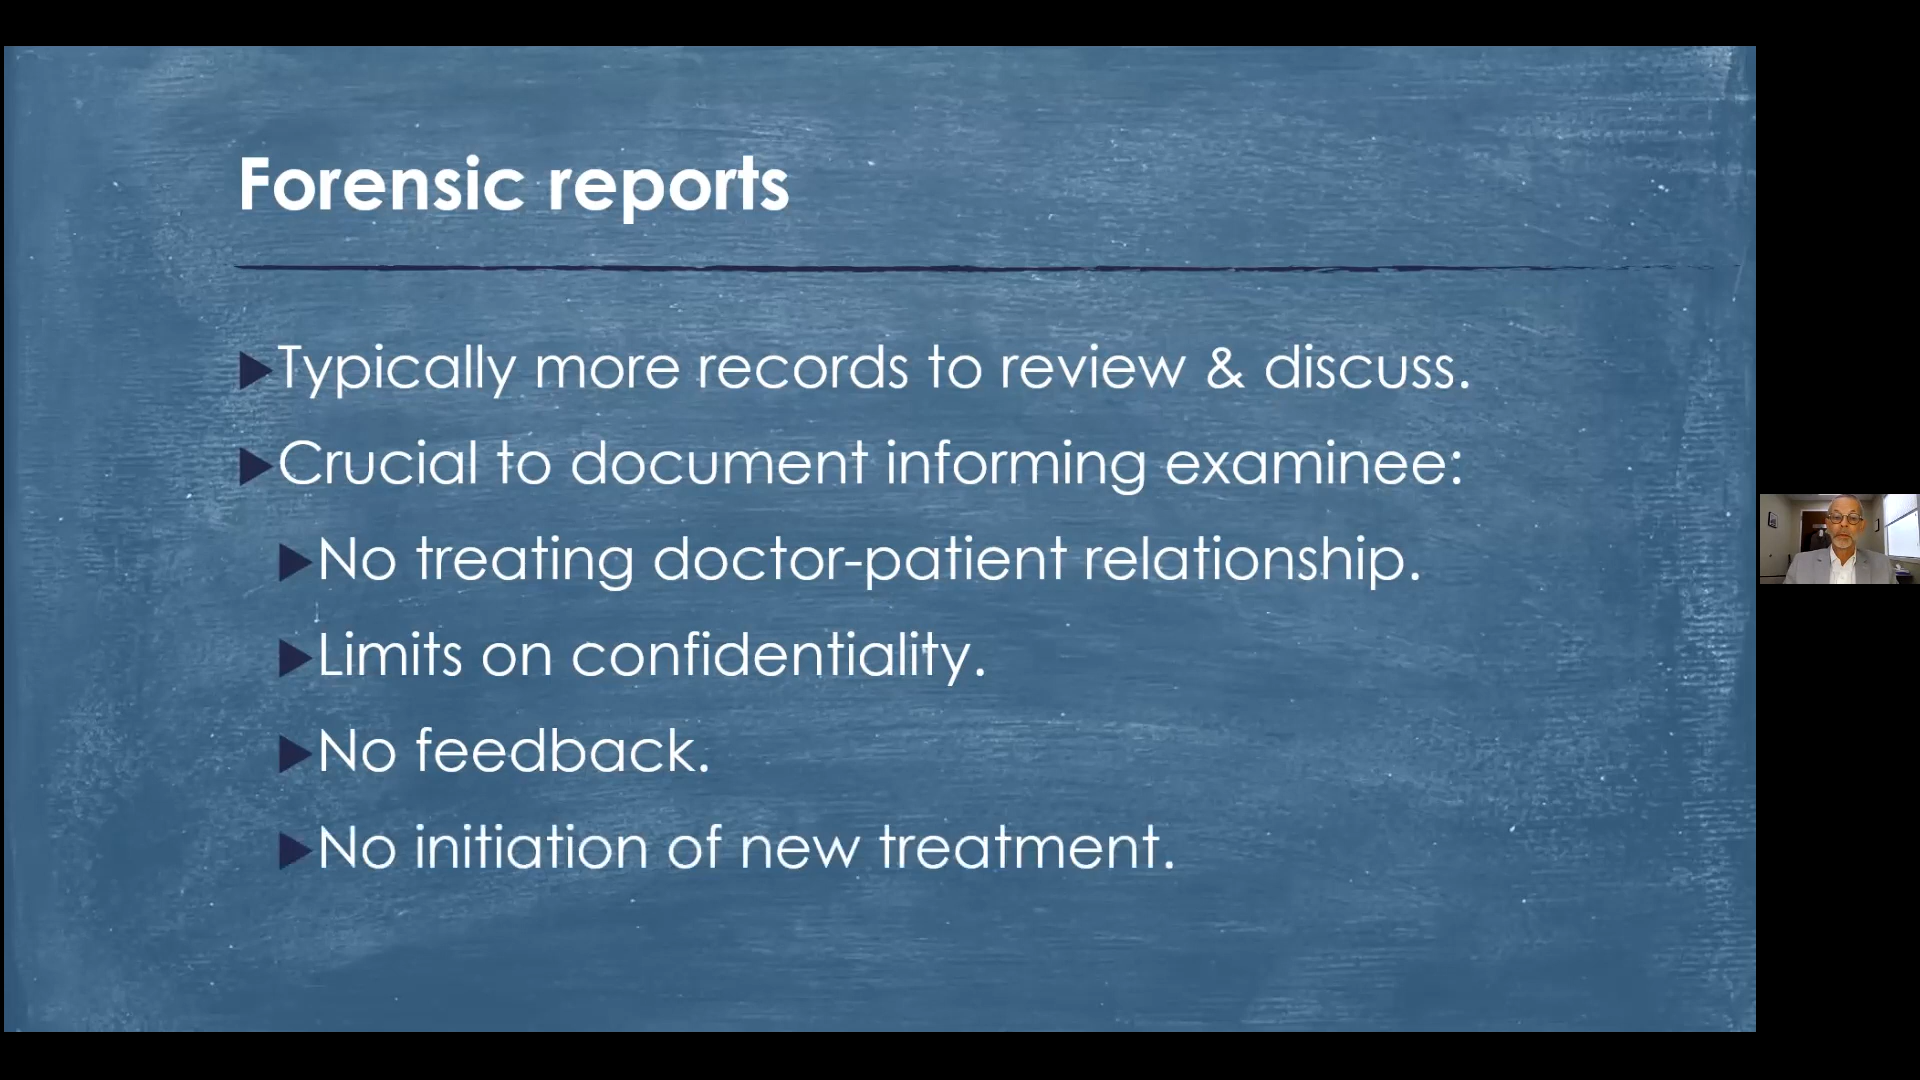 Forensic reports
Typically more records to review & discuss.
Crucial to document informing examinee:
No treating doctor-patient relationship.
Limits on confidentiality.
No feedback.
No initiation of new treatment.